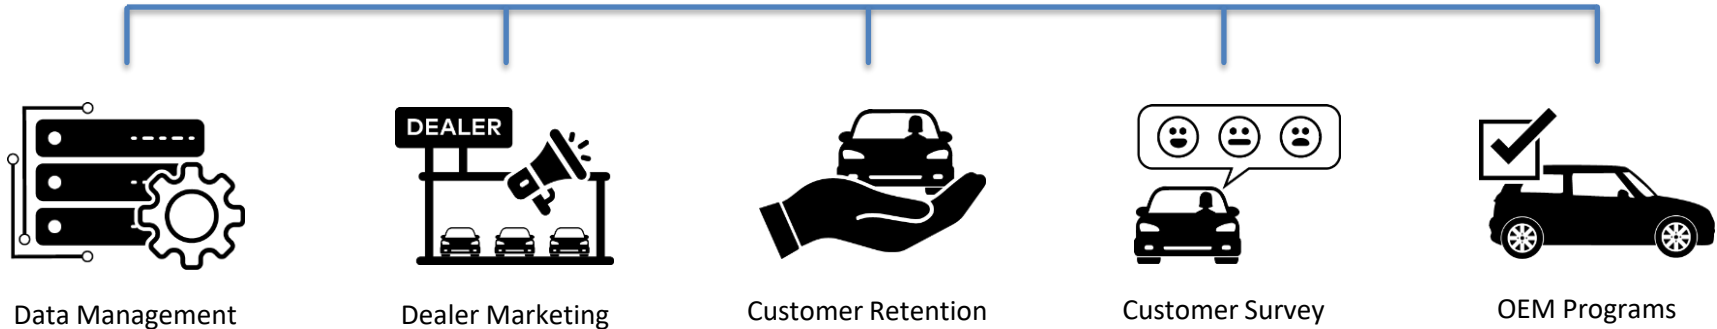 DEALER
Data Management
Dealer Marketing
Customer Retention
Customer Survey
OEM Programs